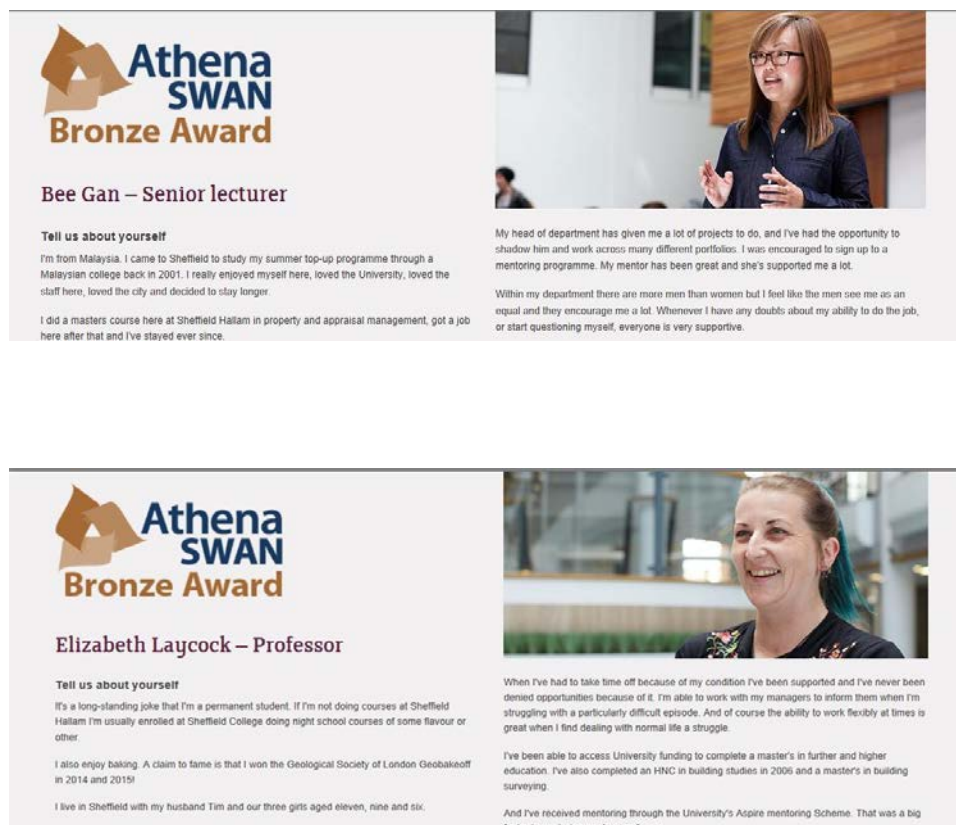 Athena
SWAN
Bronze Award
Bee Gan – Senior lecturer
Tell us about yourself
I'm from Malaysia. I came to Sheffield to study my summer top-up programme through a
Malaysian college back in 2001. I really enjoyed myself here, loved the University, loved the
staff here, loved the city and decided to stay longer.
I did a masters course here at Sheffield Hallam in property and appraisal management, got a job
here after that and I've stayed ever since.
My head of department has given me a lot of projects to do, and I've had the opportunity to
shadow him and work across many different portfolios. I was encouraged to sign up to a
mentoring programme. My mentor has been great and she's supported me a lot.
Within my department there are more men than women but I feel like the men see me as an
equal and they encourage me a lot. Whenever I have any doubts about my ability to do the job,
or start questioning myself, everyone is very supportive.
Athena
SWAN
Bronze Award
Elizabeth Laycock – Professor
Tell us about yourself
It's a long-standing joke that I'm a permanent student. If I'm not doing courses at Sheffield
Hallam I'm usually enrolled at Sheffield College doing night school courses of some flavour or
other.
I also enjoy baking. A claim to fame is that I won the Geological Society of London Geobakeoff
in 2014 and 2015!
I live in Sheffield with my husband Tim and our three girls aged eleven, nine and six.
When I've had to take time off because of my condition I've been supported and I've never been
denied opportunities because of it. I'm able to work with my managers to inform them when I'm
struggling with a particularly difficult episode. And of course the ability to work flexibly at times is
great when I find dealing with normal life a struggle.
I've been able to access University funding to complete a master's in further and higher
education. I've also completed an HNC in building studies in 2006 and a master's in building
surveying.
And I've received mentoring through the University's Aspire mentoring Scheme. That was a big